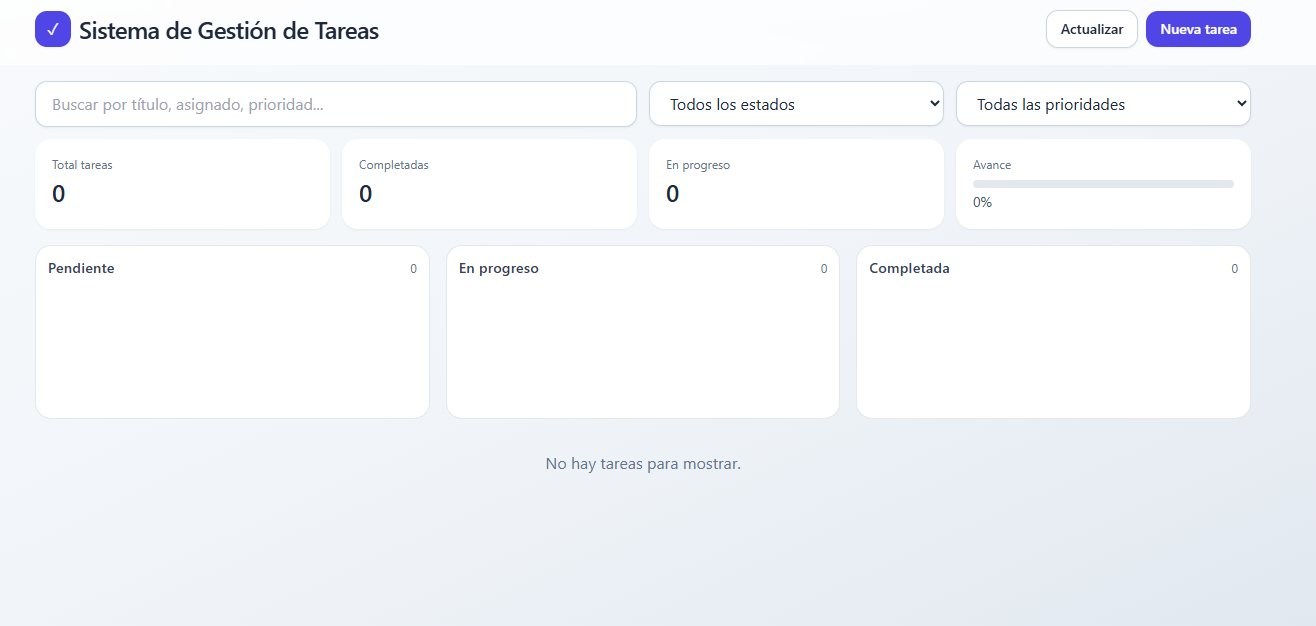 ✓ Sistema de Gestión de Tareas
Actualizar
Nueva tarea
Buscar por título, asignado, prioridad...
Todos los estados
Todas las prioridades
Total tareas
0
Completadas
0
En progreso
0
Avance
0%
Pendiente 0
En progreso 0
Completada 0
No hay tareas para mostrar.